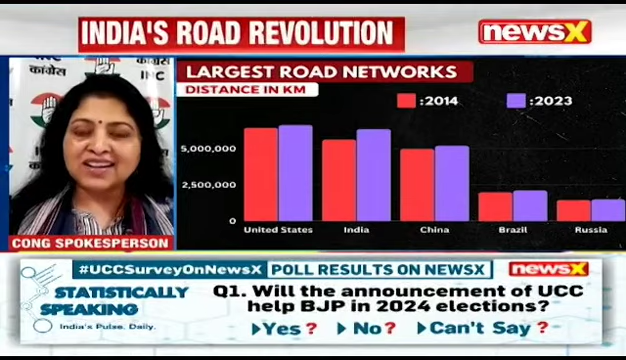 INDIA'S ROAD REVOLUTION
newsX
कांग्रेस
INC
कांग्रेस
INC
LARGEST ROAD NETWORKS
DISTANCE IN KM
:2014
:2023
5,000,000
2,500,000
0
United States
India
China
Brazil
Russia
CONG SPOKESPERSON
#UCCSurveyOnNewsX
POLL RESULTS ON NEWSX
newsX
STATISTICALLY
SPEAKING
India's Pulse. Daily.
Q1. Will the announcement of UCC
help BJP in 2024 elections?
Yes? No? Can't Say?